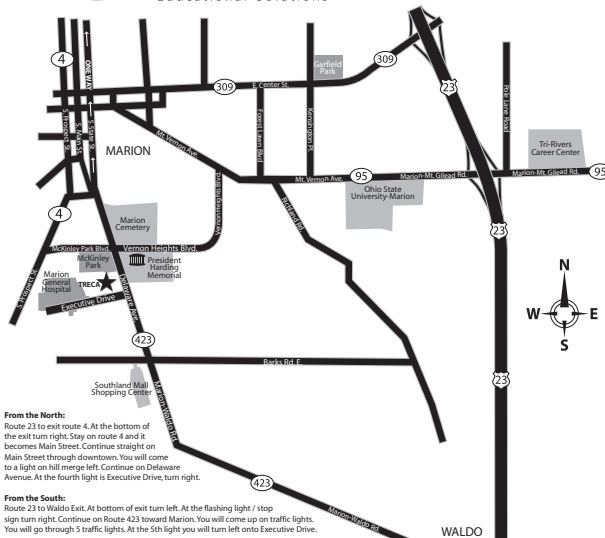 Educational Solutions
4
ONE WAY
S. Prospect St.
S. Main St.
S. State St.
309
E. Center St.
Garfield
Park
309
23
Pole Lane Road
Tri-Rivers
Career Center
MARION
Mt. Vernon Ave.
Forest Lawn Blvd
Kensington Pl.
Mt. Vernon Ave.
95
Marion-Mt. Gilead Rd.
Marion-Mt. Gilead Rd.
95
Ohio State
University-Marion
Richland Rd.
Vernon Heights Blvd.
4
Marion
Cemetery
McKinley Park Blvd.
Vernon Heights Blvd.
McKinley
Park
President
Harding
Memorial
Marion
General
Hospital
TRECA
Executive Drive
S. Prospect St.
Delaware Ave.
23
N
W
E
S
423
Barks Rd. E.
Southland Mall
Shopping Center
Marion-Waldo Rd.
23
From the North:
Route 23 to exit route 4. At the bottom of
the exit turn right. Stay on route 4 and it
becomes Main Street. Continue straight on
Main Street through downtown. You will come
to a light on hill merge left. Continue on Delaware
Avenue. At the fourth light is Executive Drive, turn right.
423
From the South:
Route 23 to Waldo Exit. At bottom of exit turn left. At the flashing light / stop
sign turn right. Continue on Route 423 toward Marion. You will come up on traffic lights.
You will go through 5 traffic lights. At the 5th light you will turn left onto Executive Drive.
Marion-Waldo Rd.
WALDO